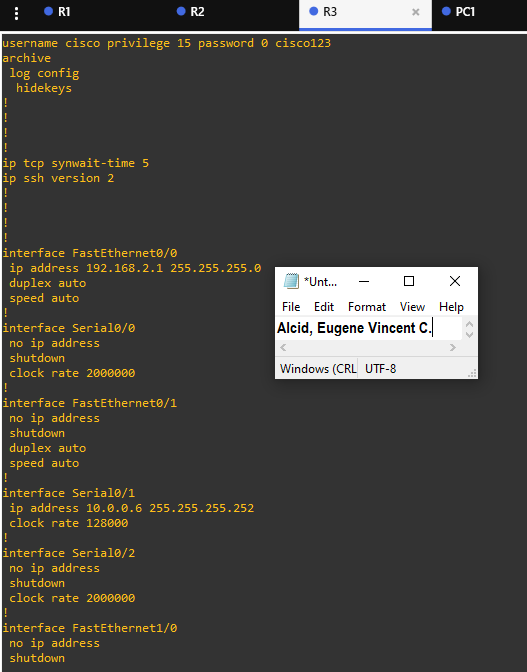 R1
R2
R3
PC1
username cisco privilege 15 password 0 cisco123
archive
 log config
  hidekeys
!
!
!
!
ip tcp synwait-time 5
ip ssh version 2
!
!
!
!
interface FastEthernet0/0
 ip address 192.168.2.1 255.255.255.0
 duplex auto
 speed auto
!
interface Serial0/0
 no ip address
 shutdown
 clock rate 2000000
!
interface FastEthernet0/1
 no ip address
 shutdown
 duplex auto
 speed auto
!
interface Serial0/1
 ip address 10.0.0.6 255.255.255.252
 clock rate 128000
!
interface Serial0/2
 no ip address
 shutdown
 clock rate 2000000
!
interface FastEthernet1/0
 no ip address
 shutdown
*Unt...
File Edit Format View Help
Alcid, Eugene Vincent C.
Windows (CRL UTF-8